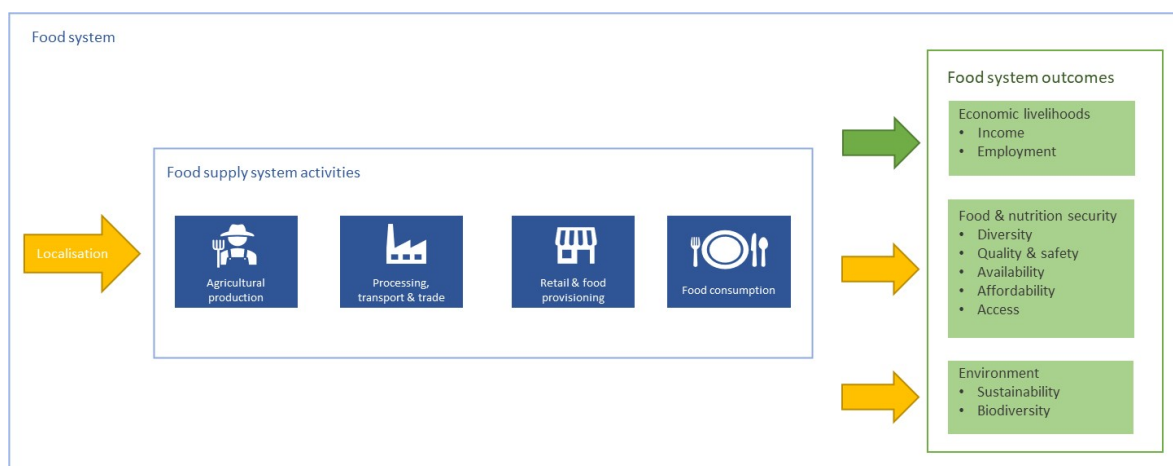 Food system
Food system outcomes
Economic livelihoods
• Income
• Employment
Food supply system activities
Localisation
Agricultural
production
Processing,
transport & trade
Retail & food
provisioning
Food consumption
Food & nutrition security
• Diversity
• Quality & safety
• Availability
• Affordability
• Access
Environment
• Sustainability
• Biodiversity